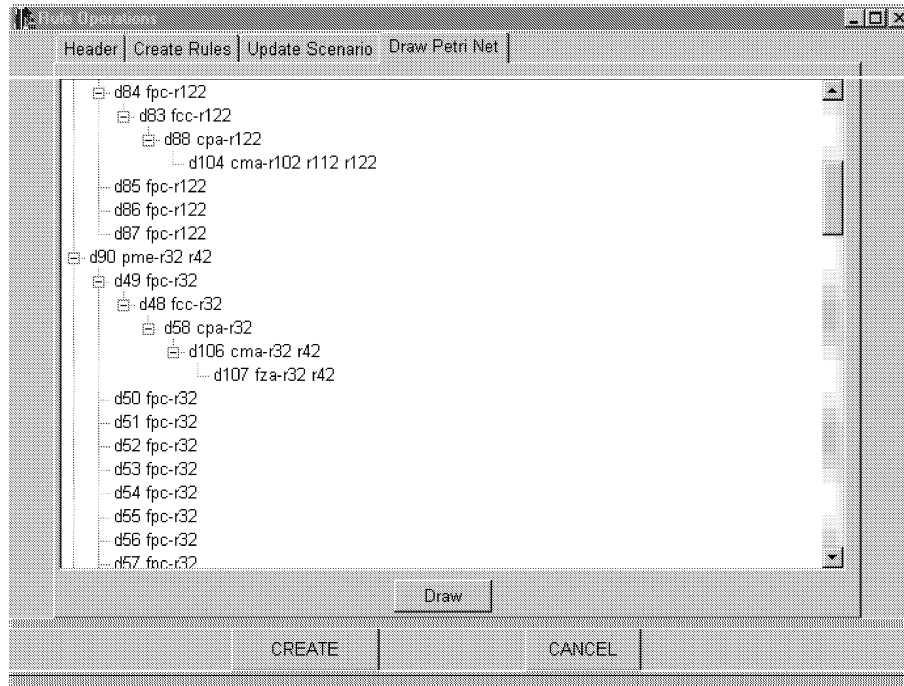 Rule Operations
Header Create Rules Update Scenario Draw Petri Net
d84 fpc-r122
d83 fcc-r122
d88 cpa-r122
d104 cma-r102 r112 r122
d85 fpc-r122
d86 fpc-r122
d87 fpc-r122
d90 pme-r32 r42
d49 fpc-r32
d48 fcc-r32
d58 cpa-r32
d106 cma-r32 r42
d107 fza-r32 r42
d50 fpc-r32
d51 fpc-r32
d52 fpc-r32
d53 fpc-r32
d54 fpc-r32
d55 fpc-r32
d56 fpc-r32
d57 fpc-r32
Draw
CREATE CANCEL